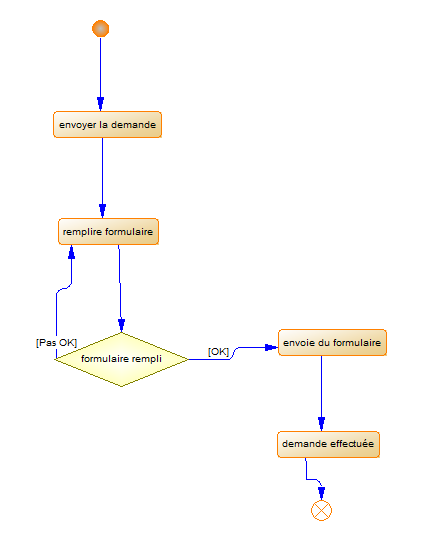 envoyer la demande
remplire formulaire
[Pas OK]
formulaire rempli
[OK]
envoie du formulaire
demande effectuée